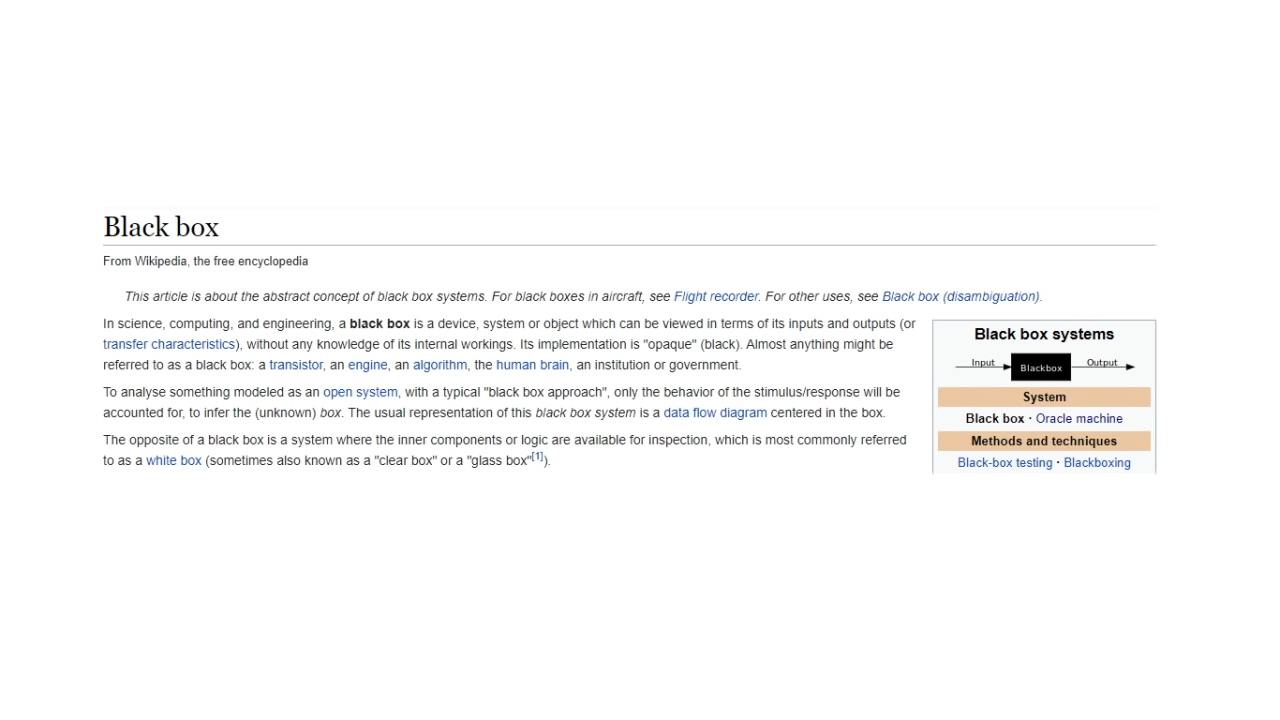 Black box
From Wikipedia, the free encyclopedia
This article is about the abstract concept of black box systems. For black boxes in aircraft, see Flight recorder. For other uses, see Black box (disambiguation).
In science, computing, and engineering, a black box is a device, system or object which can be viewed in terms of its inputs and outputs (or
transfer characteristics), without any knowledge of its internal workings. Its implementation is "opaque" (black). Almost anything might be
referred to as a black box: a transistor, an engine, an algorithm, the human brain, an institution or government.
To analyse something modeled as an open system, with a typical "black box approach", only the behavior of the stimulus/response will be
accounted for, to infer the (unknown) box. The usual representation of this black box system is a data flow diagram centered in the box.
The opposite of a black box is a system where the inner components or logic are available for inspection, which is most commonly referred
to as a white box (sometimes also known as a "clear box" or a "glass box"[1]).
Black box systems
Input Blackbox Output
System
Black box · Oracle machine
Methods and techniques
Black-box testing · Blackboxing